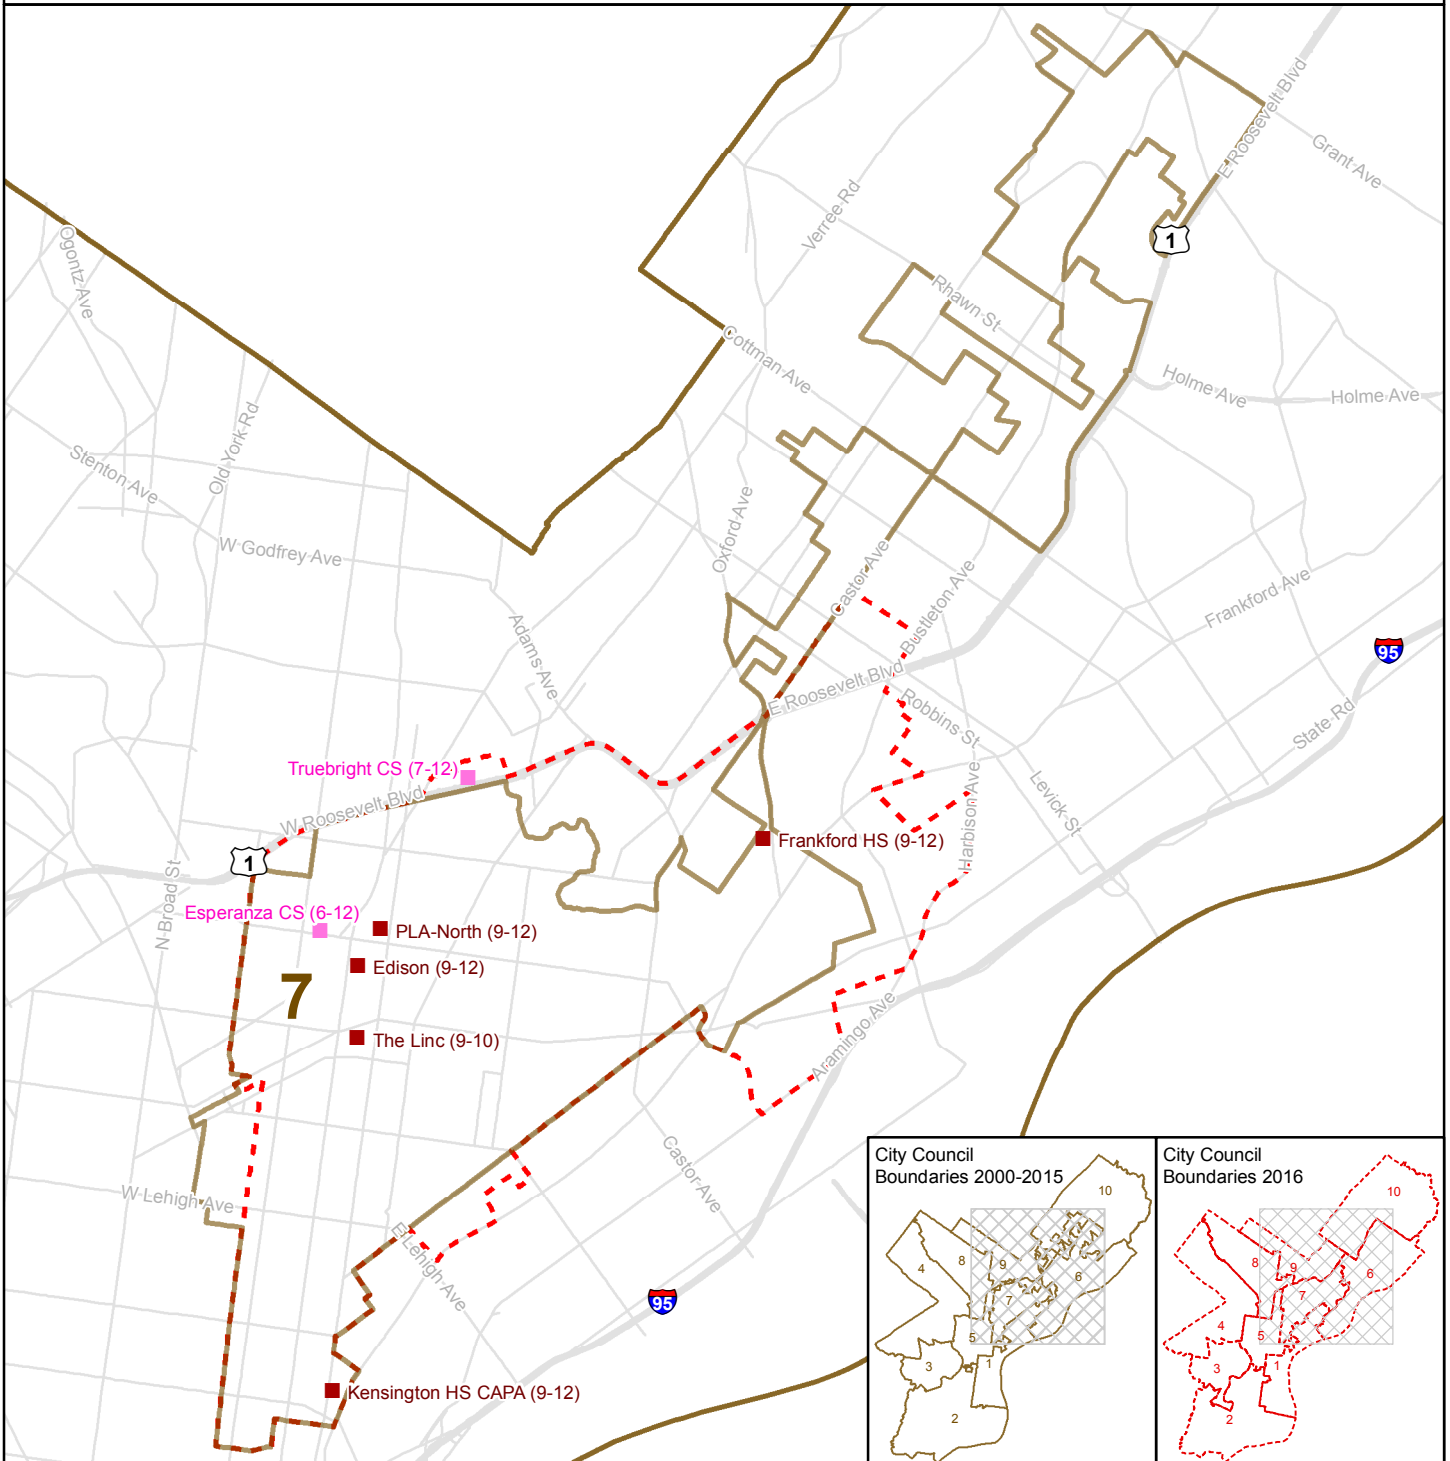 Ogontz Ave
Verree Rd
E Roosevelt Blvd
Grant Ave
1
Rhawn St
Cottman Ave
Holme Ave
Holme Ave
Old York Rd
Stenton Ave
W Godfrey Ave
Oxford Ave
Castor Ave
Bustleton Ave
Frankford Ave
Adams Ave
95
E Roosevelt Blvd
Robbins St
State Rd
Truebright CS (7-12)
W Roosevelt Blvd
Levick St
Harbison Ave
1
Frankford HS (9-12)
N Broad St
Esperanza CS (6-12)
PLA-North (9-12)
Edison (9-12)
7
The Linc (9-10)
Aramingo Ave
Castor Ave
W Lehigh Ave
E Lehigh Ave
95
Kensington HS CAPA (9-12)
City Council
Boundaries 2000-2015
10
4
8
9
6
7
5
3
1
2
City Council
Boundaries 2016
10
8
9
6
7
4
5
3
1
2